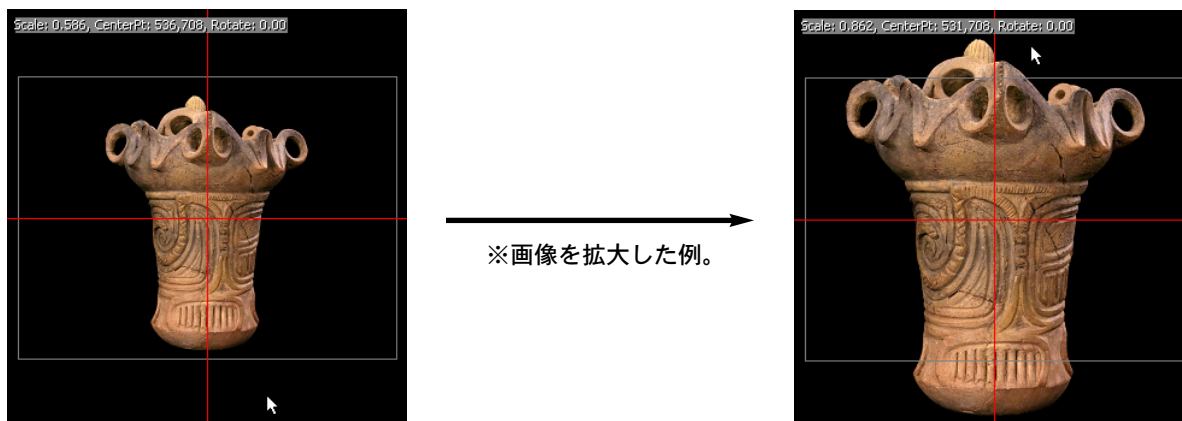 Scale: 0.586, CenterPt: 536,708, Rotate: 0.00
Scale: 0.862, CenterPt: 531,708, Rotate: 0.00
※画像を拡大した例。